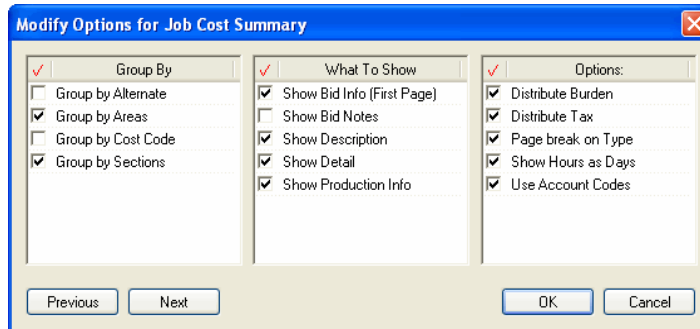 Modify Options for Job Cost Summary
Group By
Group by Alternate
Group by Areas
Group by Cost Code
Group by Sections
What To Show
Show Bid Info (First Page)
Show Bid Notes
Show Description
Show Detail
Show Production Info
Options:
Distribute Burden
Distribute Tax
Page break on Type
Show Hours as Days
Use Account Codes
Previous
Next
OK
Cancel